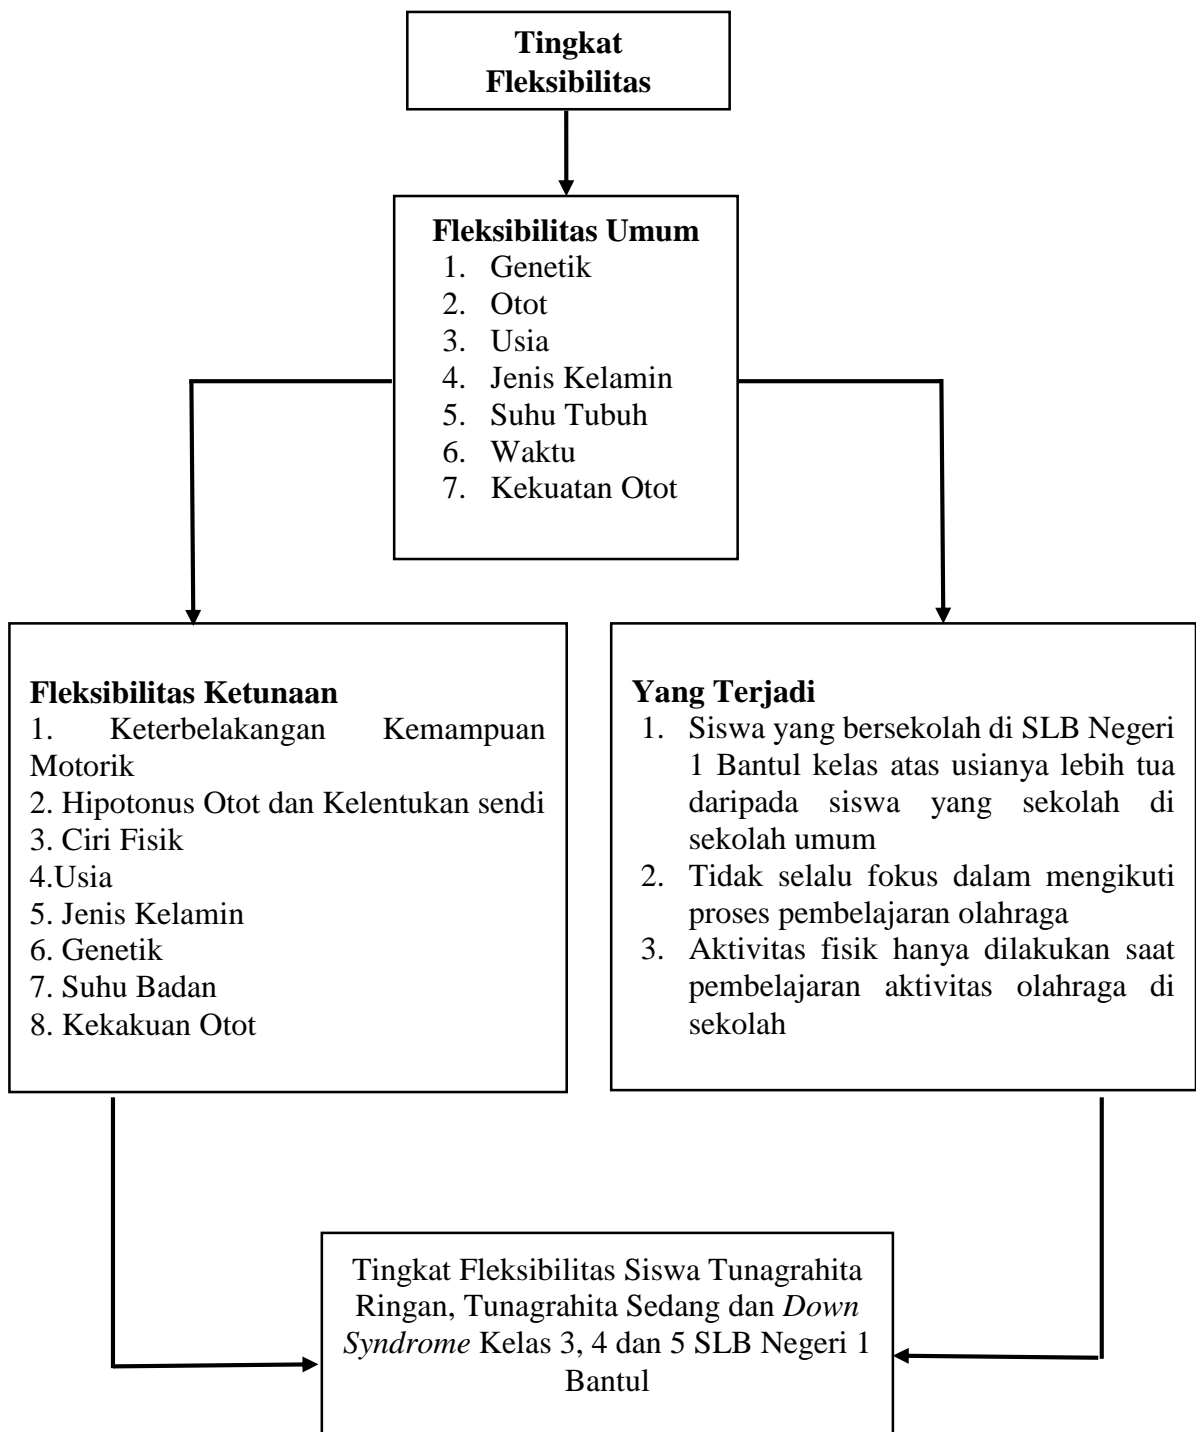 Tingkat
Fleksibilitas
Fleksibilitas Umum
1. Genetik
2. Otot
3. Usia
4. Jenis Kelamin
5. Suhu Tubuh
6. Waktu
7. Kekuatan Otot
Fleksibilitas Ketunaan
1. Keterbelakangan Kemampuan
Motorik
2. Hipotonus Otot dan Kelentukan sendi
3. Ciri Fisik
4.Usia
5. Jenis Kelamin
6. Genetik
7. Suhu Badan
8. Kekakuan Otot
Yang Terjadi
1. Siswa yang bersekolah di SLB Negeri
1 Bantul kelas atas usianya lebih tua
daripada siswa yang sekolah di
sekolah umum
2. Tidak selalu fokus dalam mengikuti
proses pembelajaran olahraga
3. Aktivitas fisik hanya dilakukan saat
pembelajaran aktivitas olahraga di
sekolah
Tingkat Fleksibilitas Siswa Tunagrahita
Ringan, Tunagrahita Sedang dan Down
Syndrome Kelas 3, 4 dan 5 SLB Negeri 1
Bantul